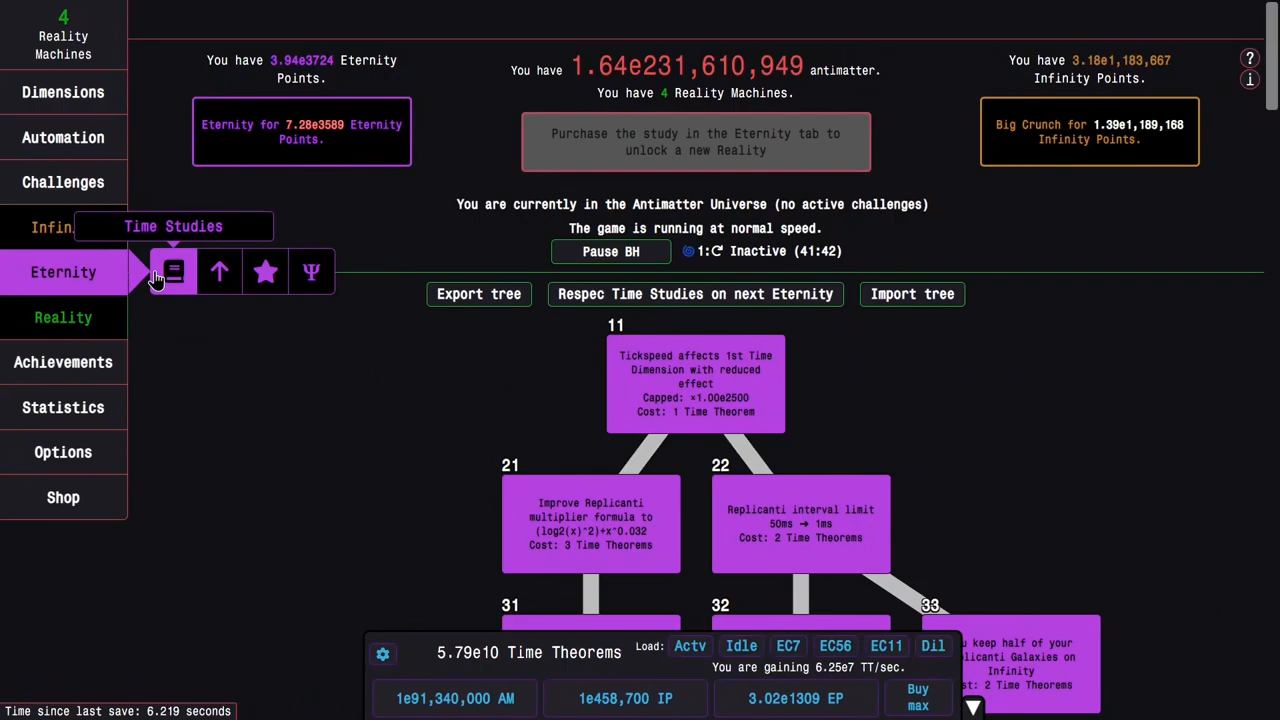 4
Reality
Machines
Dimensions
Automation
Challenges
Infin
Time Studies
Eternity
Ψ
Reality
Achievements
Statistics
Options
Shop
You have 3.94e3724 Eternity
Points.
Eternity for 7.28e3589 Eternity
Points.
You have 1.64e231,610,949 antimatter.
You have 4 Reality Machines.
Purchase the study in the Eternity tab to
unlock a new Reality
You have 3.18e1,183,667
Infinity Points.
Big Crunch for 1.39e1,189,168
Infinity Points.
?
i
You are currently in the Antimatter Universe (no active challenges)
The game is running at normal speed.
Pause BH
1: Inactive (41:42)
Export tree
Respec Time Studies on next Eternity
Import tree
11
Tickspeed affects 1st Time
Dimension with reduced
effect
Capped: ×1.00e2500
Cost: 1 Time Theorem
21
Improve Replicanti
multiplier formula to
(log2(x)^2)+x^0.032
Cost: 3 Time Theorems
22
Replicanti interval limit
50ms ➜ 1ms
Cost: 2 Time Theorems
31
32
33
u keep half of your
plicanti Galaxies on
Infinity
st: 2 Time Theorems
5.79e10 Time Theorems
Load: Actv Idle EC7 EC56 EC11 Dil
You are gaining 6.25e7 TT/sec.
1e91,340,000 AM
1e458,700 IP
3.02e1309 EP
Buy
max
Time since last save: 6.219 seconds